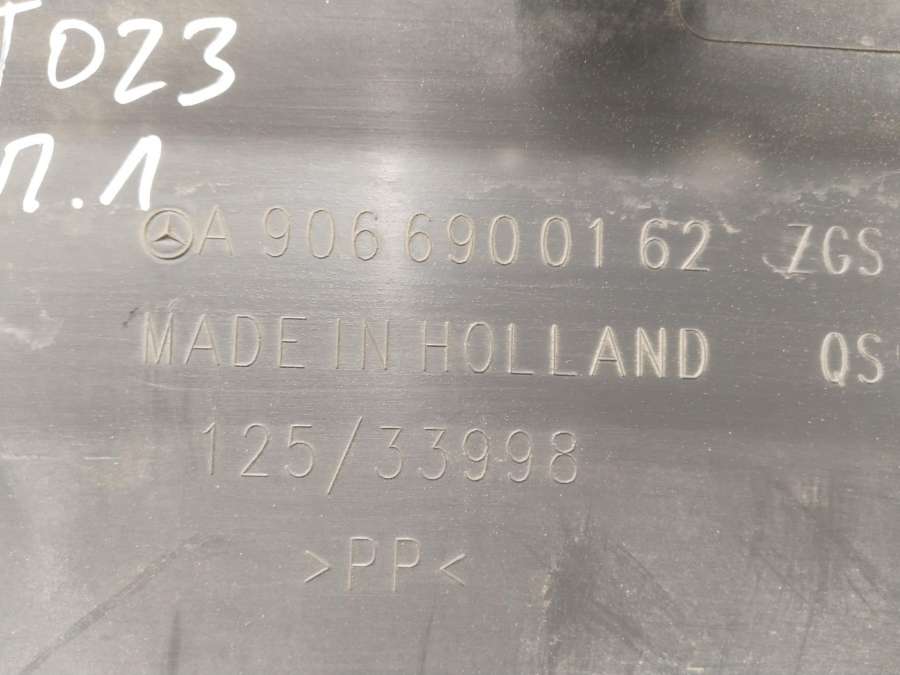 T023
п.1
A 906 690 01 62 ZGS
MADE IN HOLLAND QS
125/33998
>PP<